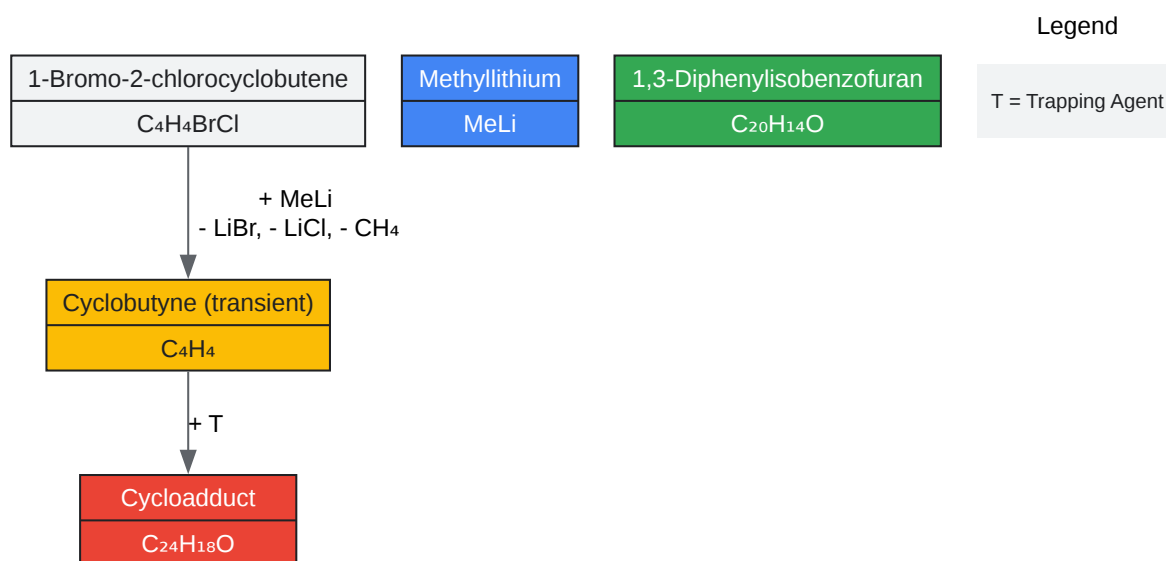 Legend
1-Bromo-2-chlorocyclobutene
C₄H₄BrCl
Methyllithium
MeLi
1,3-Diphenylisobenzofuran
C₂₀H₁₄O
T = Trapping Agent
+ MeLi
- LiBr, - LiCl, - CH₄
Cyclobutyne (transient)
C₄H₄
+ T
Cycloadduct
C₂₄H₁₈O